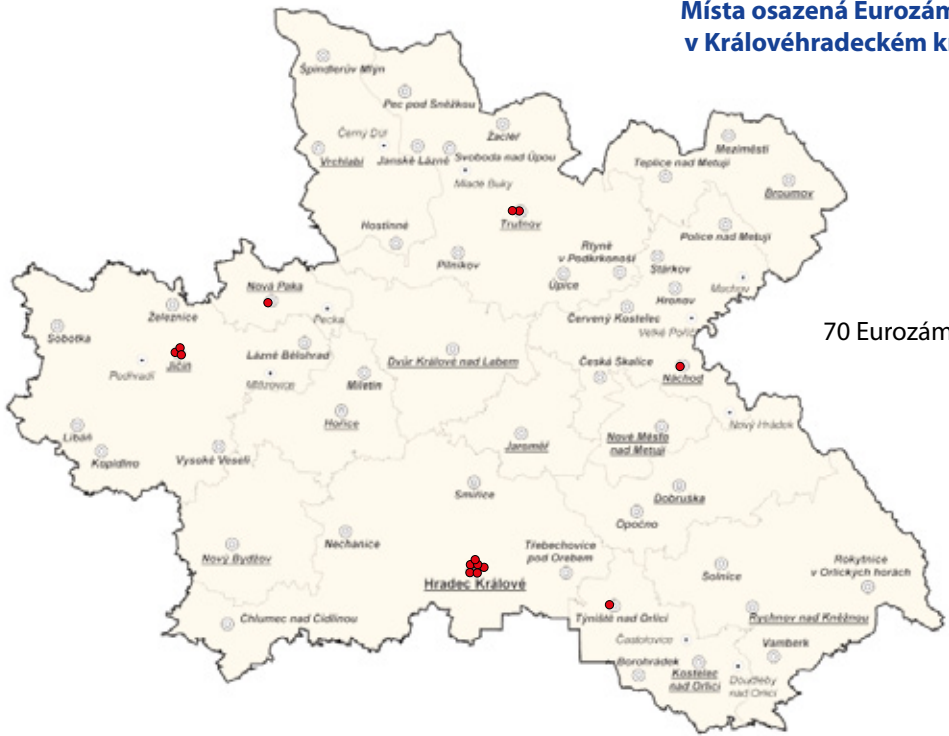 Místa osazená Eurozám
v Královéhradeckém k
Špindlerův Mlýn
Pec pod Sněžkou
Žacléř
Černý Důl
Vrchlabí
Janské Lázně
Svoboda nad Úpou
Mladé Buky
Meziměstí
Teplice nad Metují
Broumov
Trutnov
Hostinné
Pilníkov
Police nad Metují
Rtyně
v Podkrkonoší
Stárkov
Úpice
Machov
Hronov
Nová Paka
Pecka
Železnice
Červený Kostelec
Velké Poříčí
Sobotka
70 Eurozám
Lázně Bělohrad
Jičín
Podhradí
Dvůr Králové nad Labem
Česká Skalice
Náchod
Mlázovice
Miletín
Hořice
Nový Hrádek
Libáň
Kopidlno
Vysoké Veselí
Jaroměř
Nové Město
nad Metují
Smiřice
Dobruška
Opočno
Nechanice
Nový Bydžov
Třebechovice
pod Orebem
Solnice
Rokytnice
v Orlických horách
Hradec Králové
Chlumec nad Cidlinou
Týniště nad Orlicí
Rychnov nad Kněžnou
Častolovice
Vamberk
Borohrádek
Kostelec
nad Orlicí
Doudleby
nad Orlicí